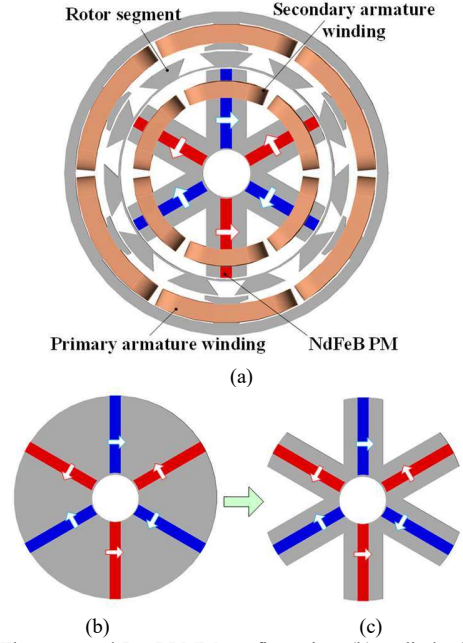 Rotor segment
Secondary armature
winding
Primary armature winding
NdFeB PM
(a)
(b)
(c)